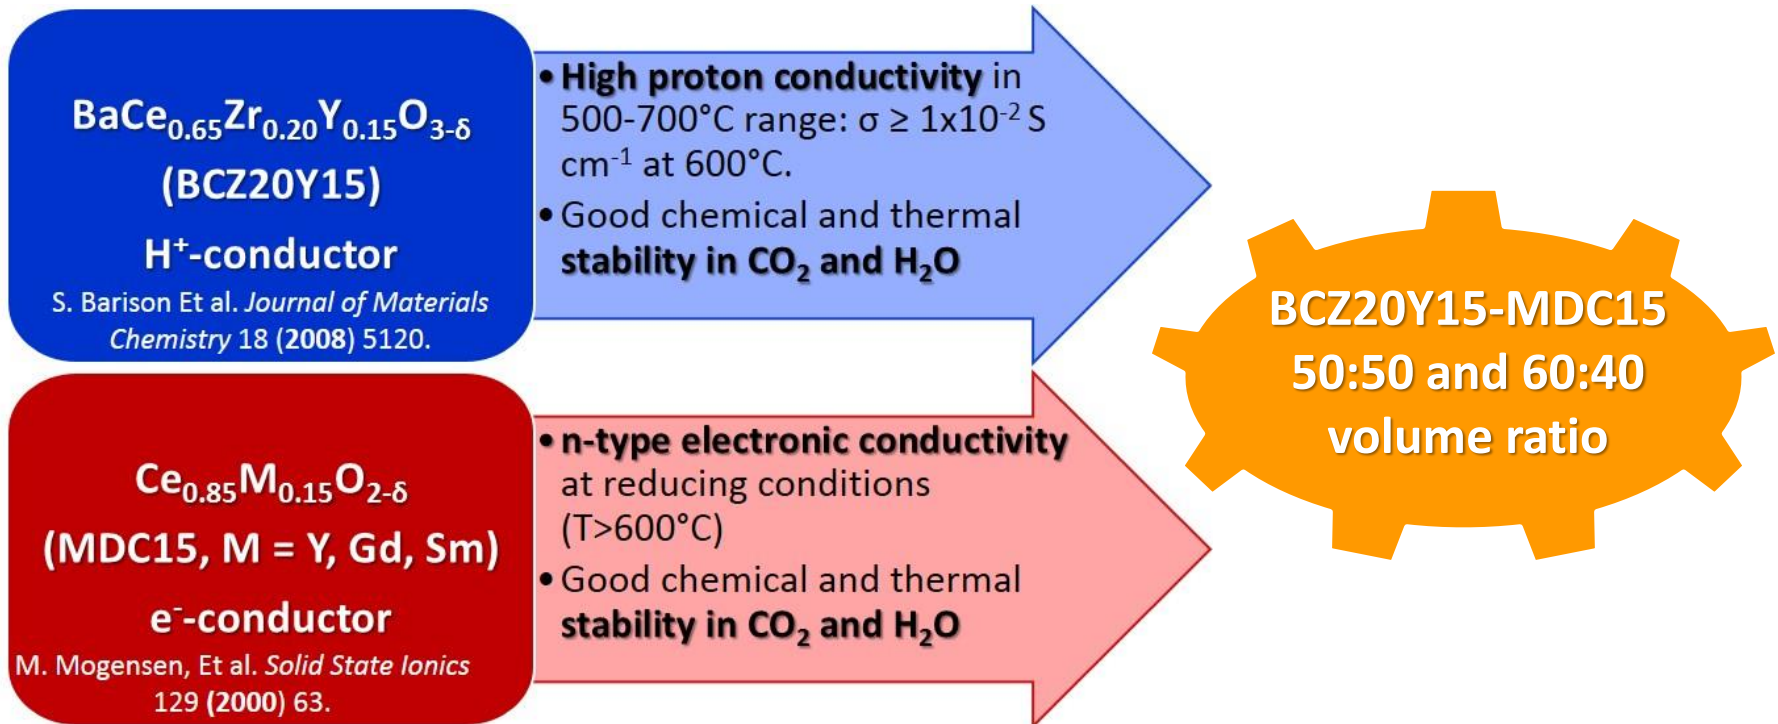 BaCe₀.₆₅Zr₀.₂₀Y₀.₁₅O₃₋δ
(BCZ20Y15)
H⁺-conductor
S. Barison Et al. Journal of Materials
Chemistry 18 (2008) 5120.
• High proton conductivity in
500-700°C range: σ ≥ 1x10⁻² S
cm⁻¹ at 600°C.
• Good chemical and thermal
stability in CO₂ and H₂O
Ce₀.₈₅M₀.₁₅O₂₋δ
(MDC15, M = Y, Gd, Sm)
e⁻-conductor
M. Mogensen, Et al. Solid State Ionics
129 (2000) 63.
• n-type electronic conductivity
at reducing conditions
(T>600°C)
• Good chemical and thermal
stability in CO₂ and H₂O
BCZ20Y15-MDC15
50:50 and 60:40
volume ratio